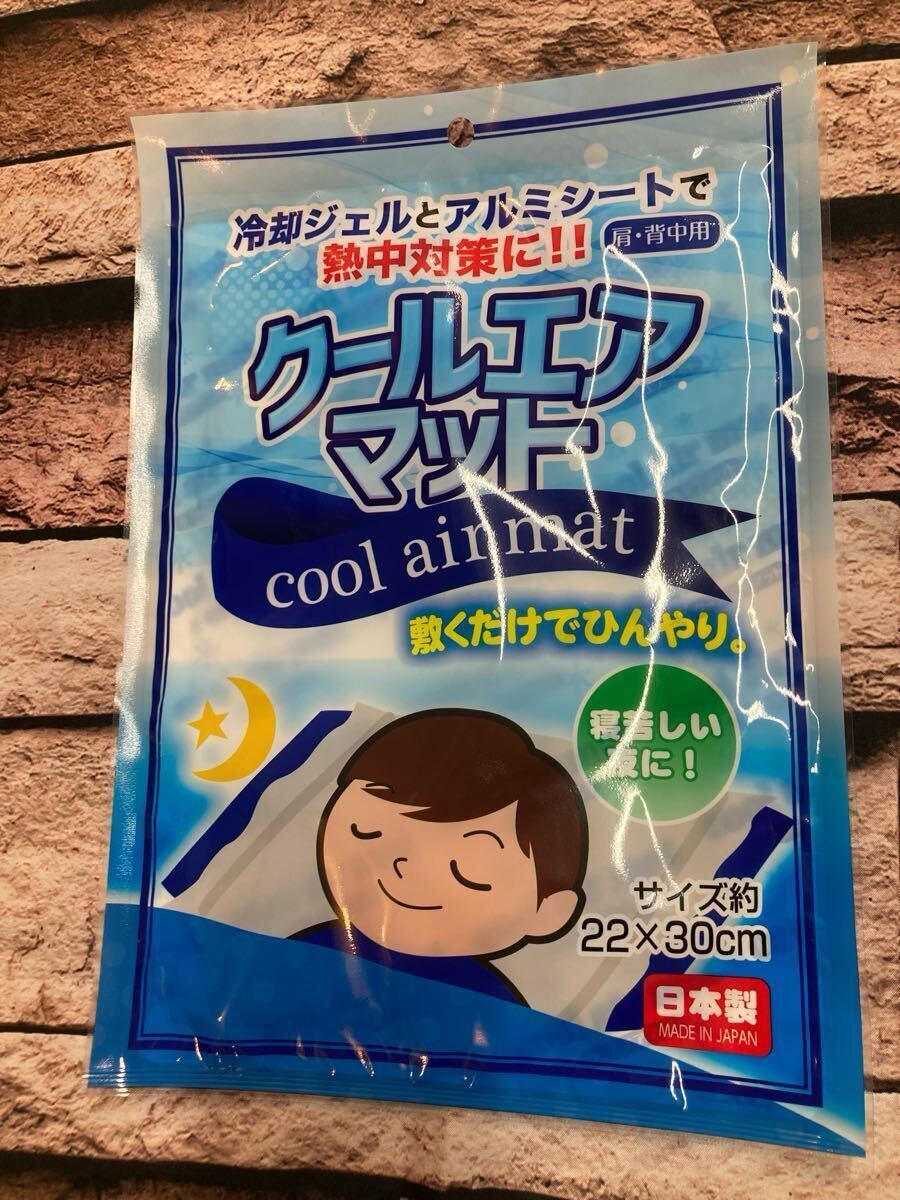 冷却ジェルとアルミシートで
熱中対策に!!
肩・背中用
クールエア
マット
cool air mat
敷くだけでひんやり。
寝苦しい
夜に!
サイズ約
22×30cm
日本製
MADE IN JAPAN